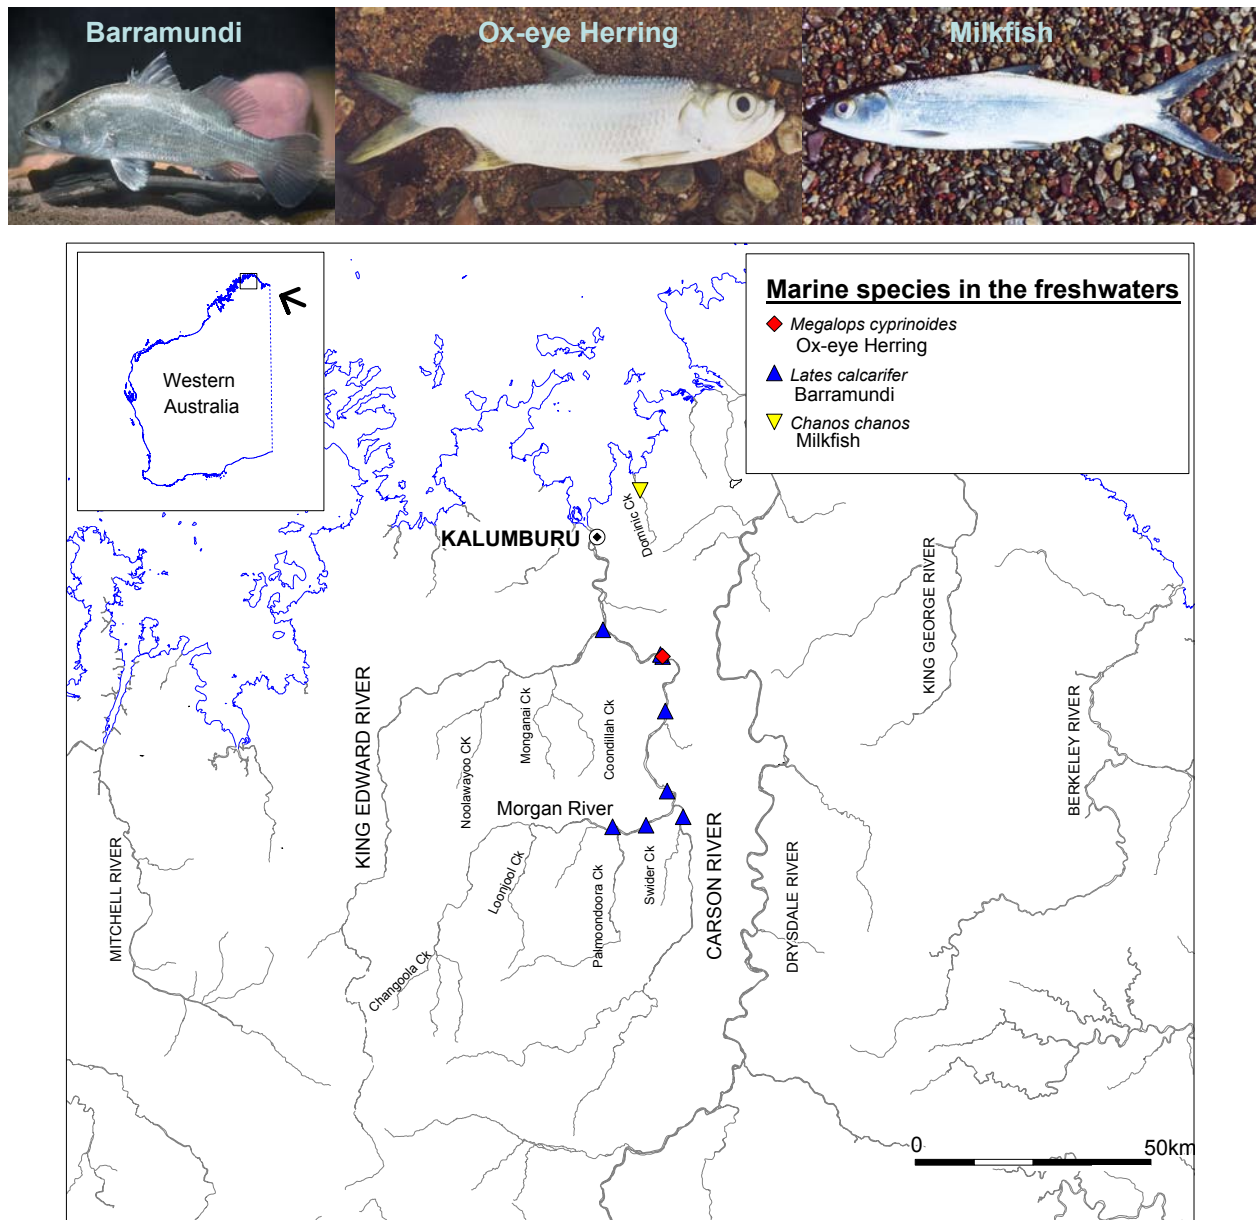 Barramundi
Ox-eye Herring
Milkfish
Western
Australia
Marine species in the freshwaters
Megalops cyprinoides
Ox-eye Herring
Lates calcarifer
Barramundi
Chanos chanos
Milkfish
Dominic Ck
KALUMBURU
KING GEORGE RIVER
KING EDWARD RIVER
Noolawayoo CK
Monganai Ck
Coondillah Ck
BERKELEY RIVER
Morgan River
MITCHELL RIVER
Loonjool Ck
Palmoondoora Ck
Swider Ck
CARSON RIVER
DRYSDALE RIVER
Changoola Ck
0
50km